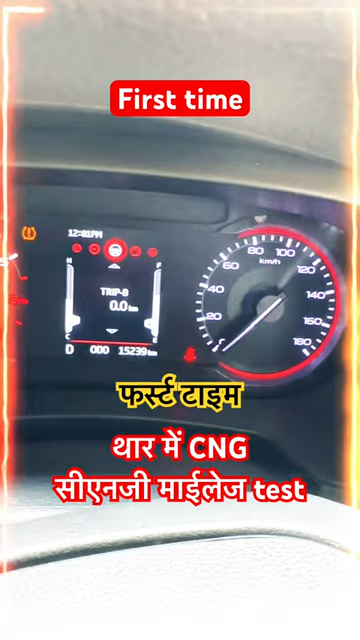 First time
12:01PM
H F
TRIP-B
0.0 km
C E
D ODO 15239 km
20 40 60 80 100 120 140 160 180
km/h
फर्स्ट टाइम
थार में CNG
सीएनजी माईलेज test